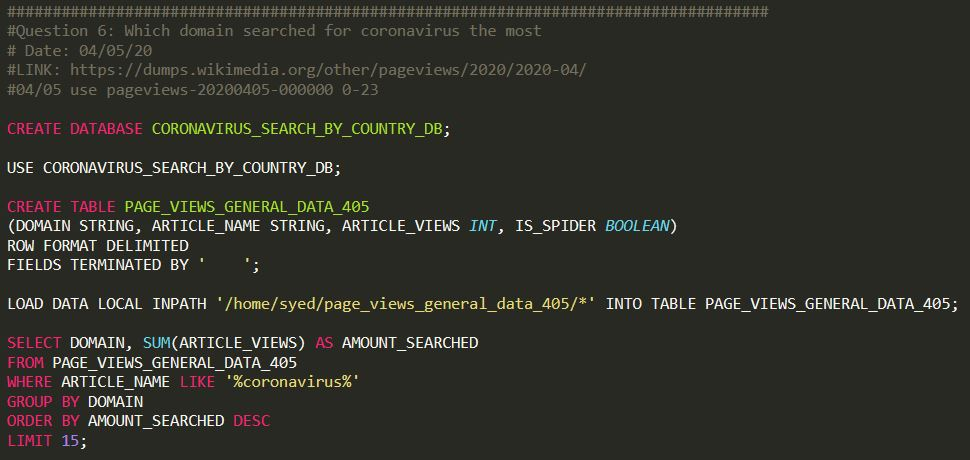 ####################################################################################
#Question 6: Which domain searched for coronavirus the most
# Date: 04/05/20
#LINK: https://dumps.wikimedia.org/other/pageviews/2020/2020-04/
#04/05 use pageviews-20200405-000000 0-23
CREATE DATABASE CORONAVIRUS_SEARCH_BY_COUNTRY_DB;
USE CORONAVIRUS_SEARCH_BY_COUNTRY_DB;
CREATE TABLE PAGE_VIEWS_GENERAL_DATA_405
(DOMAIN STRING, ARTICLE_NAME STRING, ARTICLE_VIEWS INT, IS_SPIDER BOOLEAN)
ROW FORMAT DELIMITED
FIELDS TERMINATED BY '    ';
LOAD DATA LOCAL INPATH '/home/syed/page_views_general_data_405/*' INTO TABLE PAGE_VIEWS_GENERAL_DATA_405;
SELECT DOMAIN, SUM(ARTICLE_VIEWS) AS AMOUNT_SEARCHED
FROM PAGE_VIEWS_GENERAL_DATA_405
WHERE ARTICLE_NAME LIKE '%coronavirus%'
GROUP BY DOMAIN
ORDER BY AMOUNT_SEARCHED DESC
LIMIT 15;